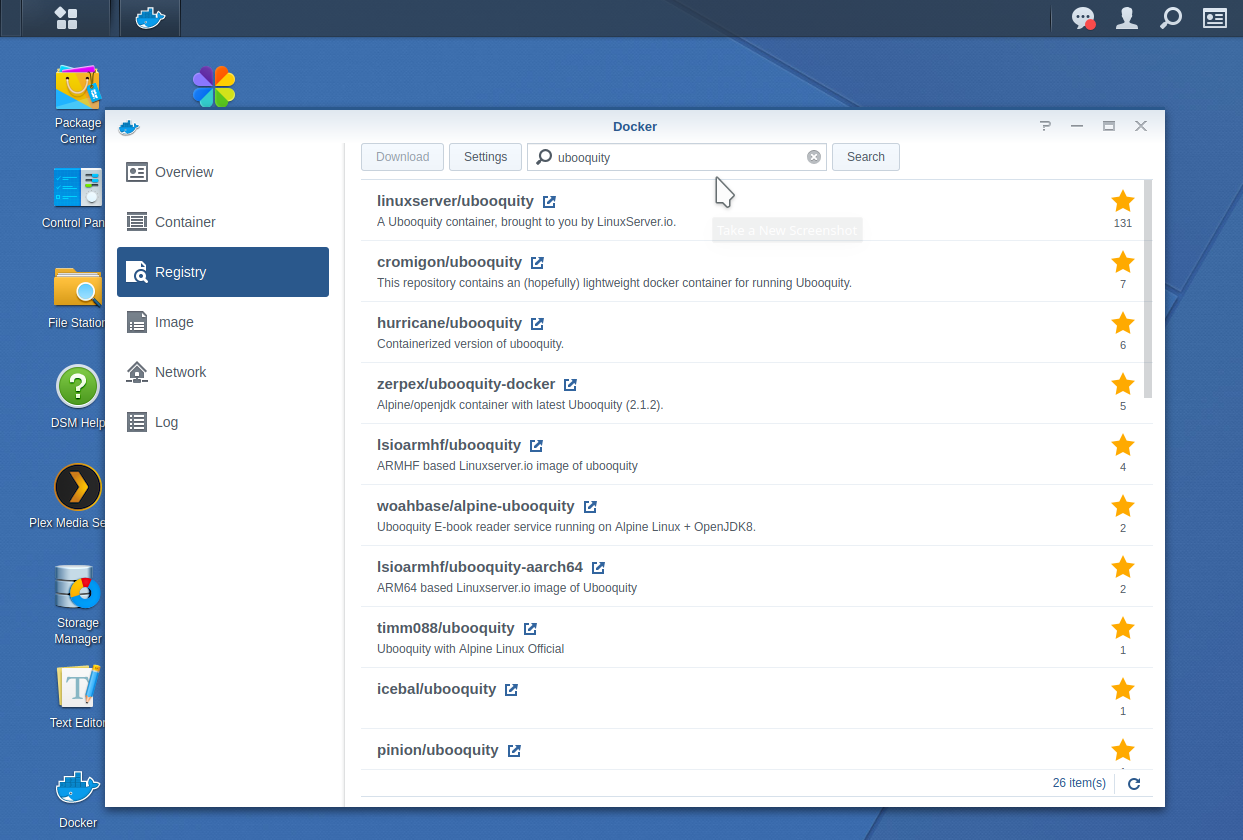 Package
Center
Control Pan
File Station
DSM Help
Plex Media Se
Storage
Manager
Text Editor
Docker
Docker
Overview
Container
Registry
Image
Network
Log
Download
Settings
ubooquity
Search
linuxserver/ubooquity
A Ubooquity container, brought to you by LinuxServer.io.
131
Take a New Screenshot
cromigon/ubooquity
This repository contains an (hopefully) lightweight docker container for running Ubooquity.
7
hurricane/ubooquity
Containerized version of ubooquity.
6
zerpex/ubooquity-docker
Alpine/openjdk container with latest Ubooquity (2.1.2).
5
lsioarmhf/ubooquity
ARMHF based Linuxserver.io image of ubooquity
4
woahbase/alpine-ubooquity
Ubooquity E-book reader service running on Alpine Linux + OpenJDK8.
2
lsioarmhf/ubooquity-aarch64
ARM64 based Linuxserver.io image of Ubooquity
2
timm088/ubooquity
Ubooquity with Alpine Linux Official
1
icebal/ubooquity
1
pinion/ubooquity
26 item(s)